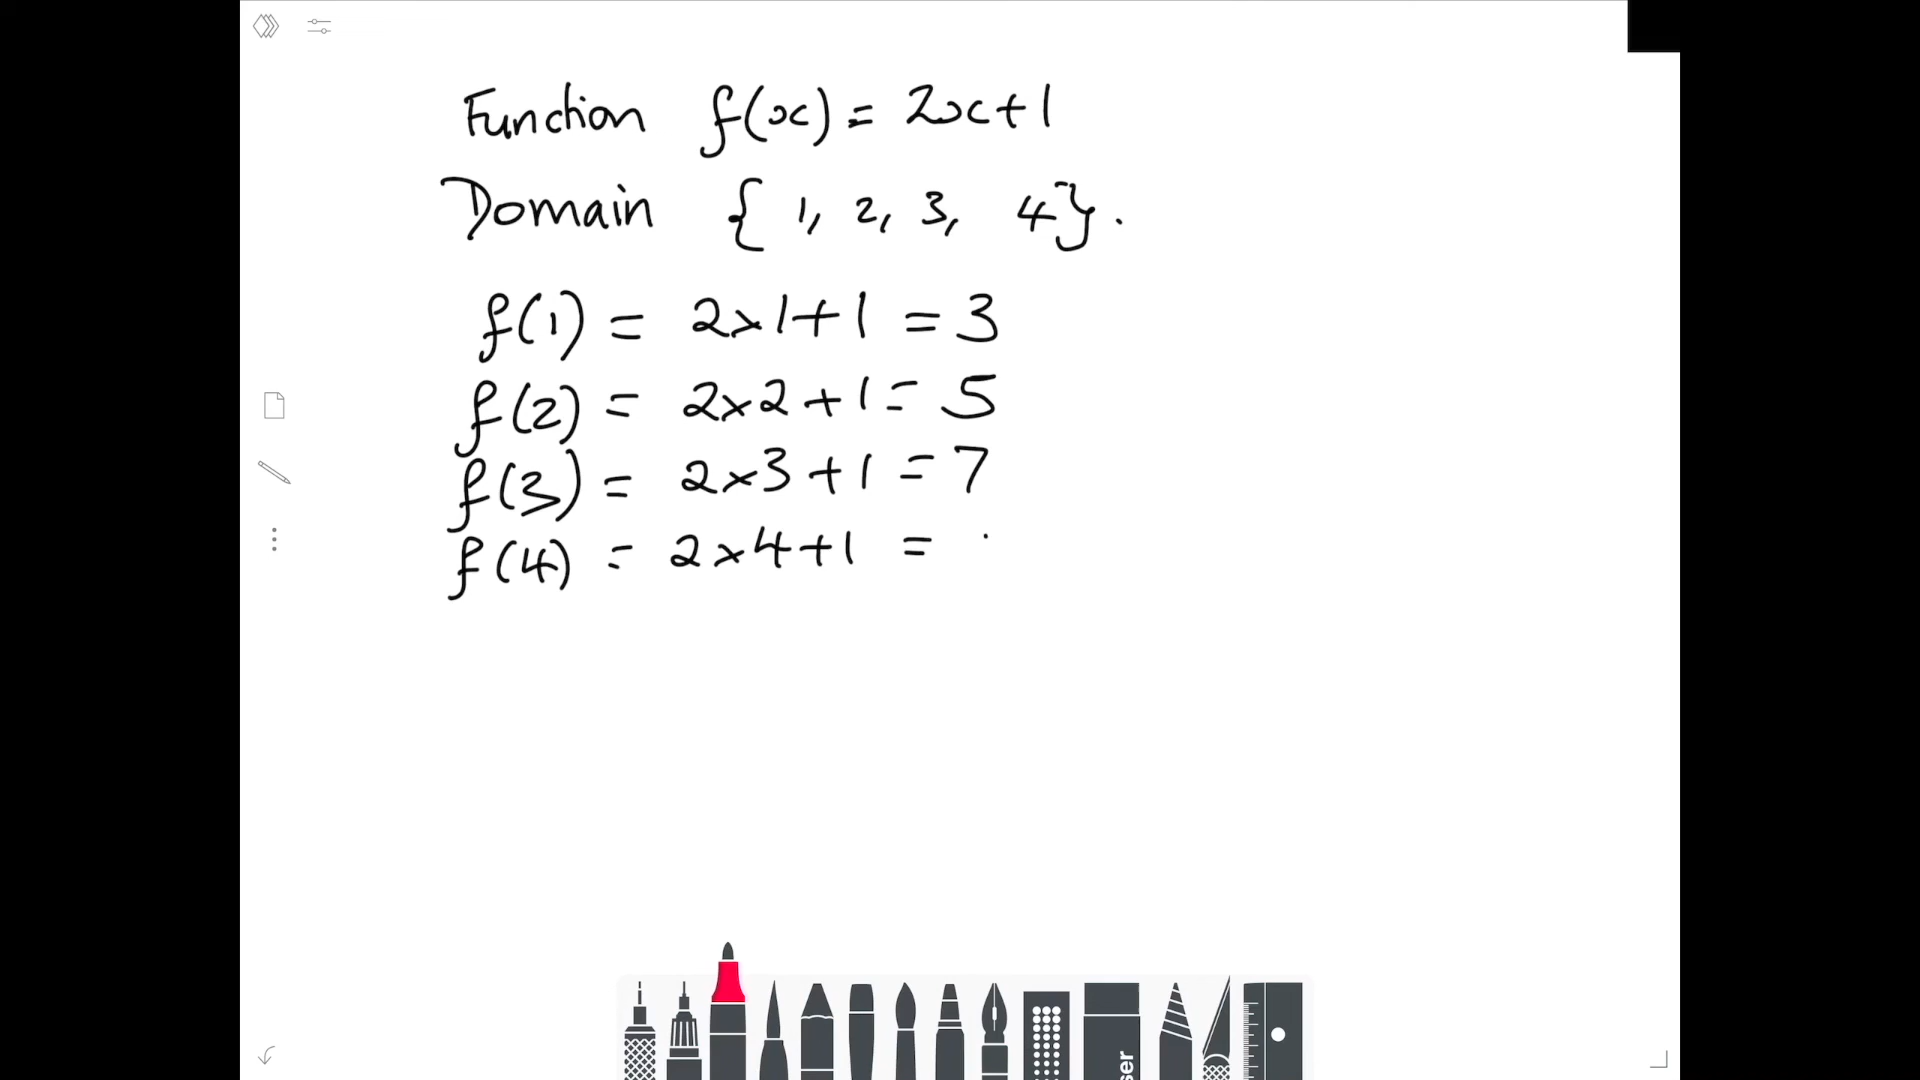 Function f(x) = 2x+1
Domain { 1, 2, 3, 4}.
f(1) = 2×1+1 = 3
f(2) = 2×2+1 = 5
f(3) = 2×3+1 = 7
f(4) = 2×4+1 =
ser